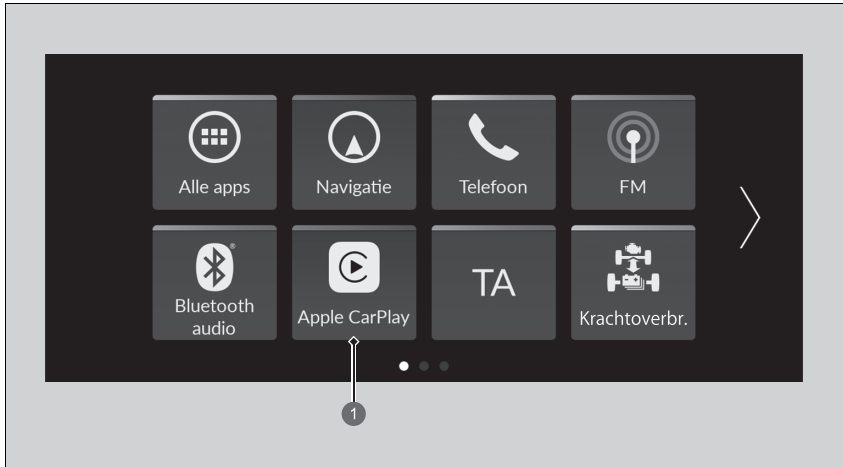 Alle apps
Navigatie
Telefoon
FM
®
Bluetooth
audio
Apple CarPlay
TA
Krachtoverbr.
1